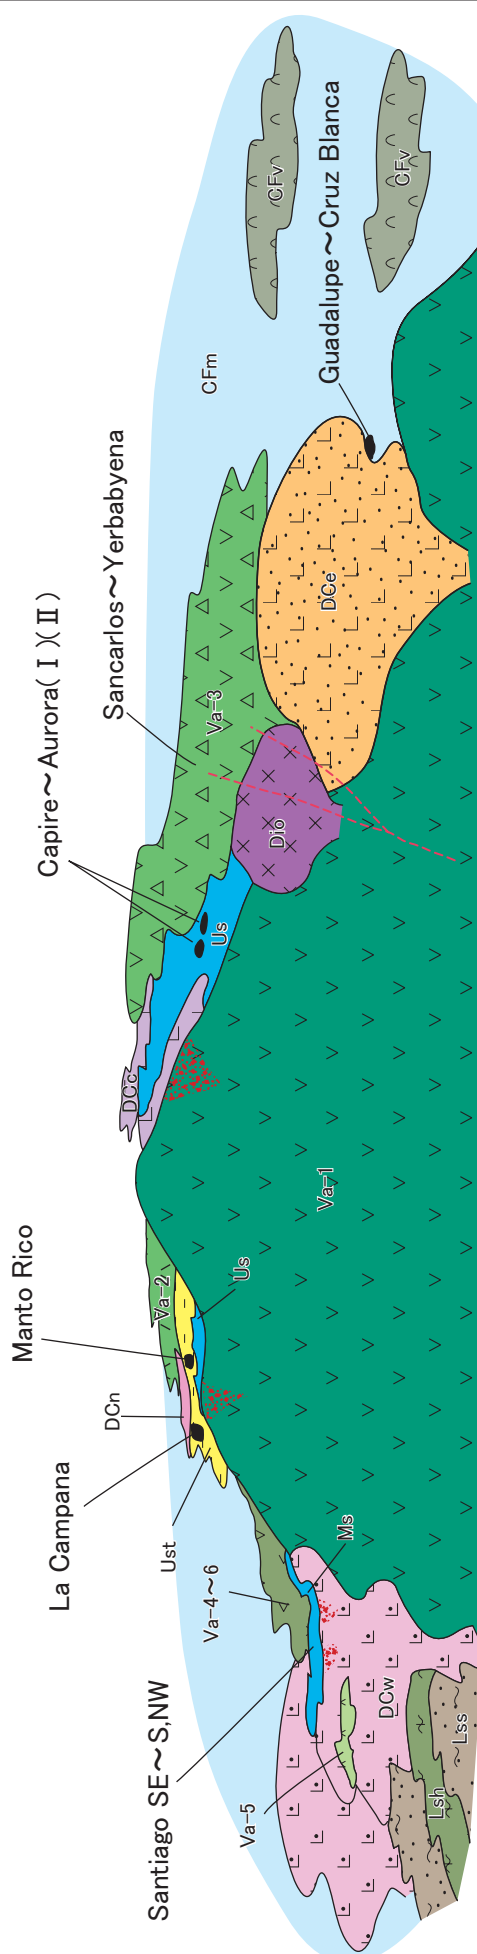 Santiago SE～S,NW
La Campana
Manto Rico
Capire～Aurora(Ⅰ)(Ⅱ)
Sancarlos～Yerbabyena
Guadalupe～Cruz Blanca
Va-5
Va-4～6
Ust
DCn
Va-2
Us
DCc
Us
Va-3
CFm
CFv
CFv
Dio
DCe
Va-1
Ms
DCw
Lsh
Lss